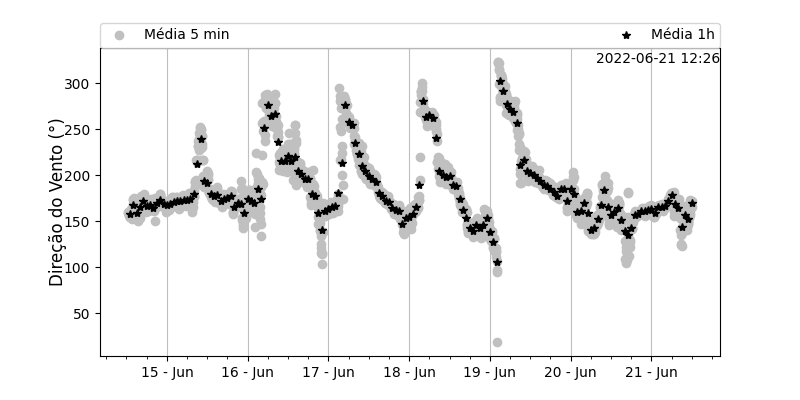 Média 5 min
Média 1h
2022-06-21 12:26
Direção do Vento (°)
300
250
200
150
100
50
15 - Jun
16 - Jun
17 - Jun
18 - Jun
19 - Jun
20 - Jun
21 - Jun